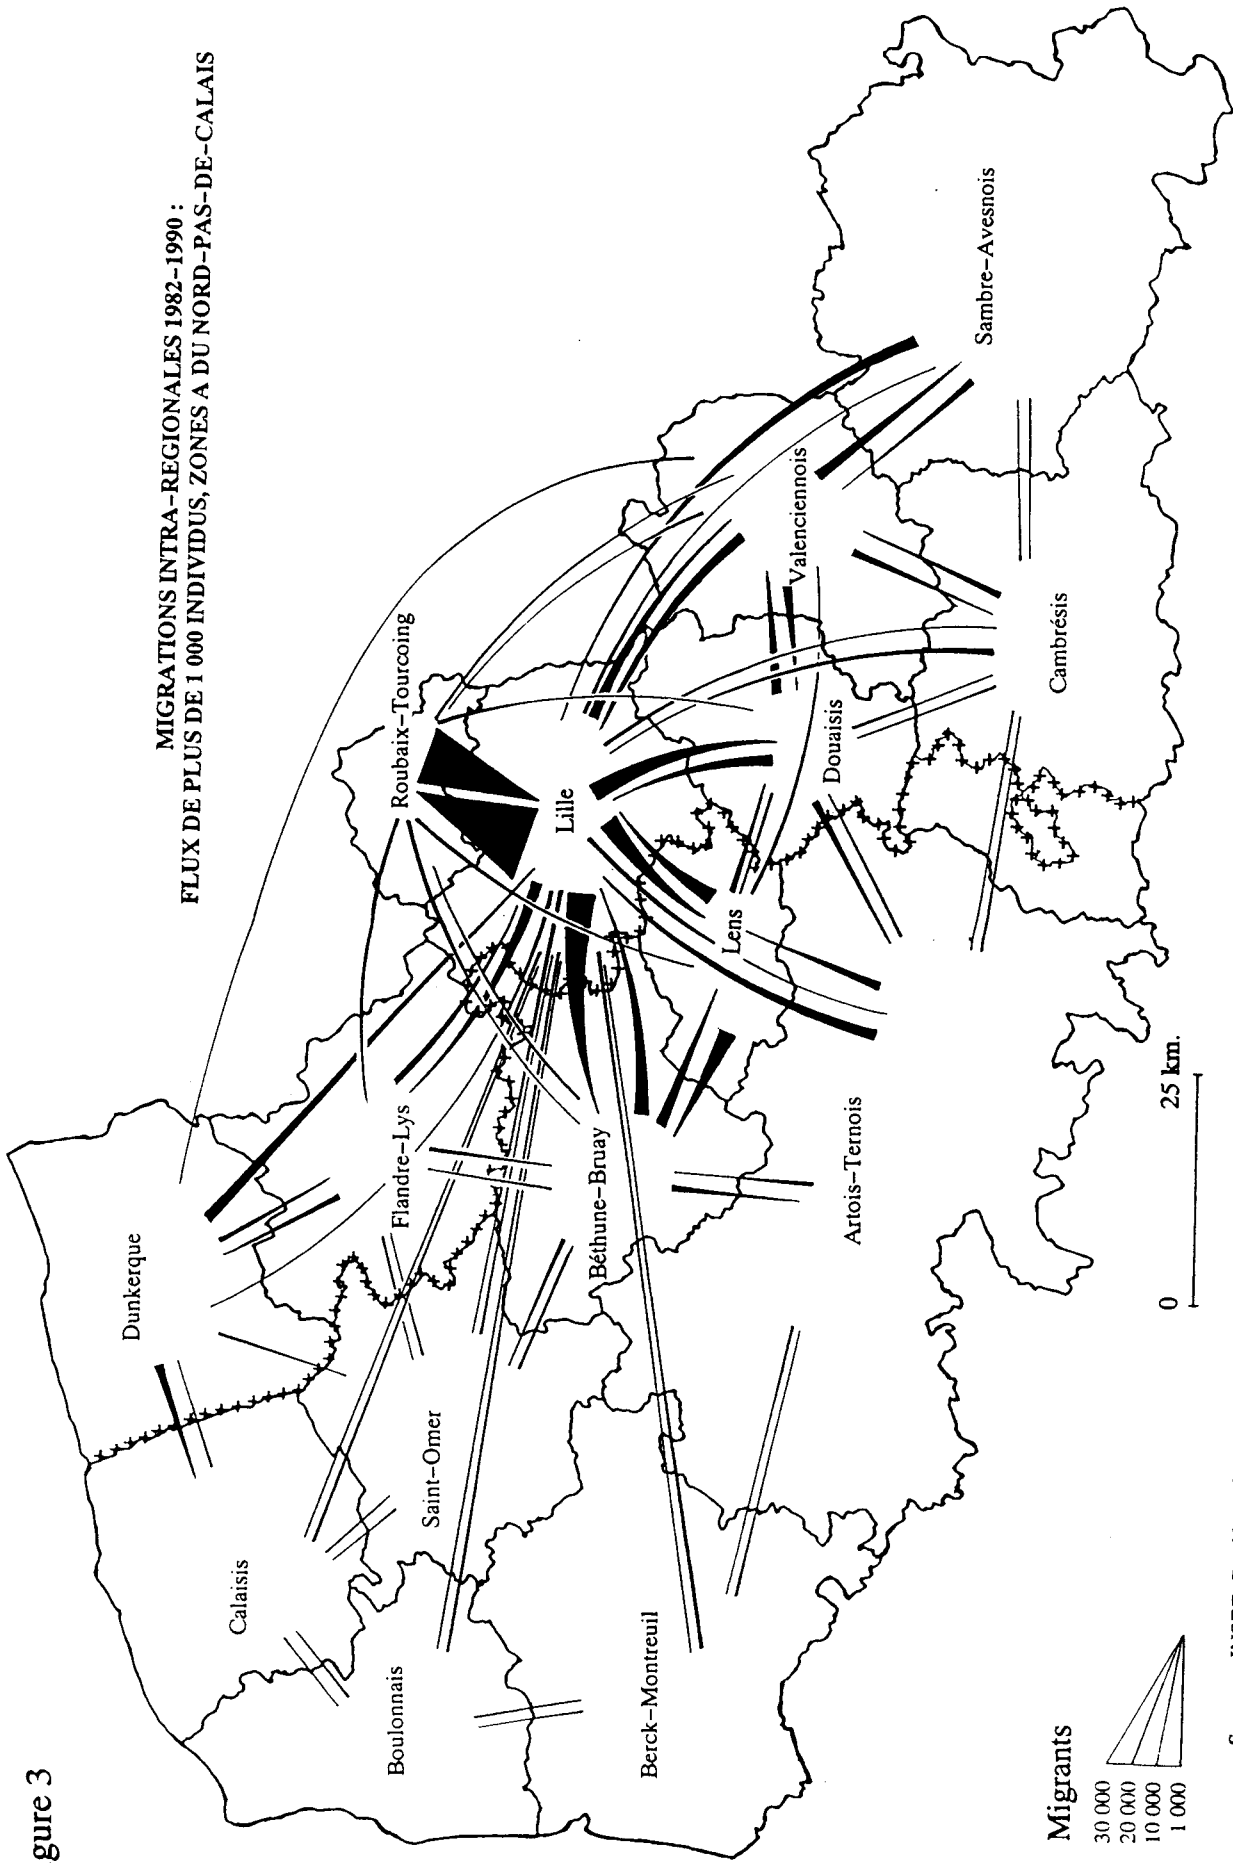 gure 3
MIGRATIONS INTRA-REGIONALES 1982-1990 :
FLUX DE PLUS DE 1 000 INDIVIDUS, ZONES A DU NORD-PAS-DE-CALAIS
Dunkerque
Calaisis
Boulonnais
Saint-Omer
Flandre-Lys
Roubaix-Tourcoing
Lille
Béthune-Bruay
Berck-Montreuil
Lens
Artois-Ternois
Douaisis
Valenciennois
Cambrésis
Sambre-Avesnois
Migrants
30 000
20 000
10 000
1 000
0
25 km.